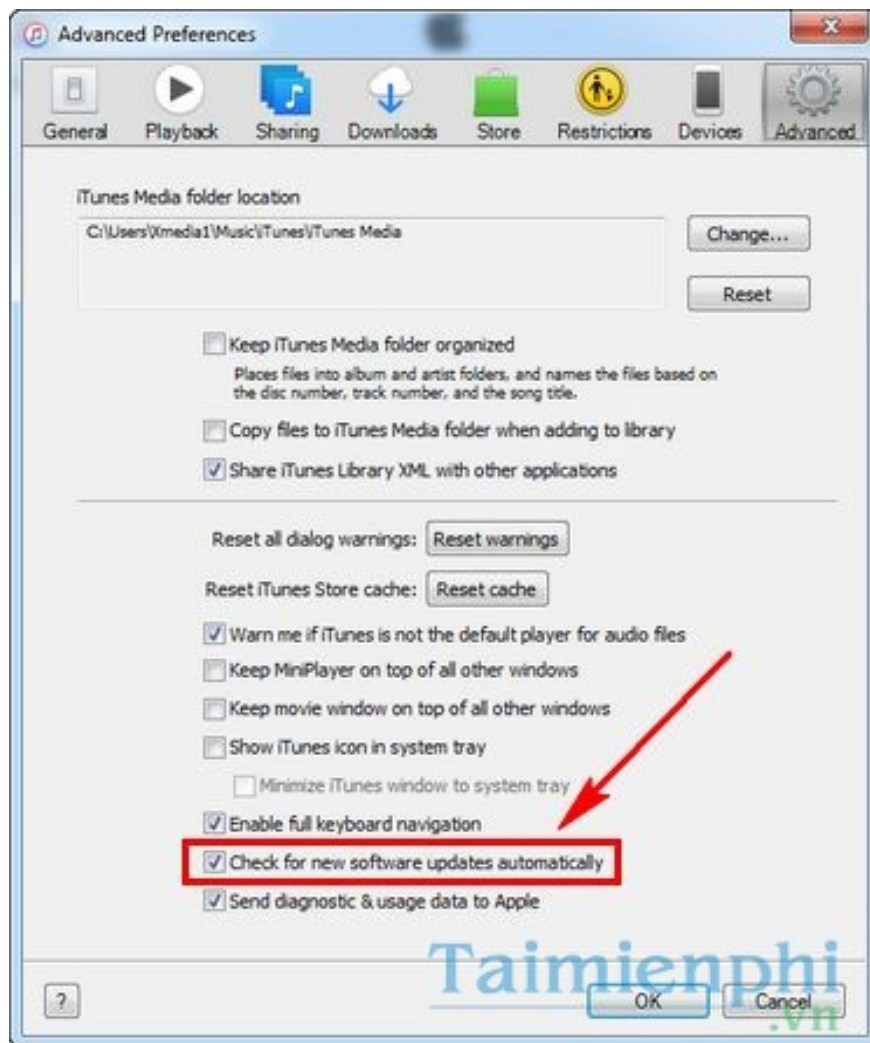 Advanced Preferences
General Playback Sharing Downloads Store Restrictions Devices Advanced
iTunes Media folder location
C:\Users\Xmedia1\Music\iTunes\iTunes Media
Change...
Reset
Keep iTunes Media folder organized
Places files into album and artist folders, and names the files based on
the disc number, track number, and the song title.
Copy files to iTunes Media folder when adding to library
Share iTunes Library XML with other applications
Reset all dialog warnings: Reset warnings
Reset iTunes Store cache: Reset cache
Warn me if iTunes is not the default player for audio files
Keep MiniPlayer on top of all other windows
Keep movie window on top of all other windows
Show iTunes icon in system tray
Minimize iTunes window to system tray
Enable full keyboard navigation
Check for new software updates automatically
Send diagnostic & usage data to Apple
Taimienphi
.vn
? OK Cancel